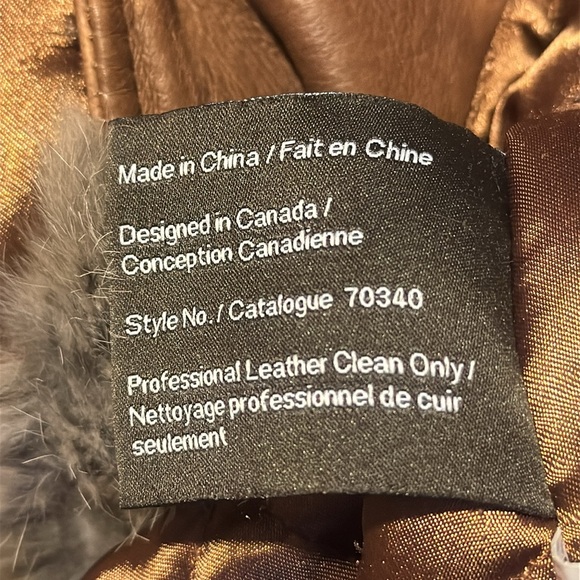 Made in China / Fait en Chine
Designed in Canada /
Conception Canadienne
Style No. / Catalogue 70340
Professional Leather Clean Only /
Nettoyage professionnel de cuir
seulement